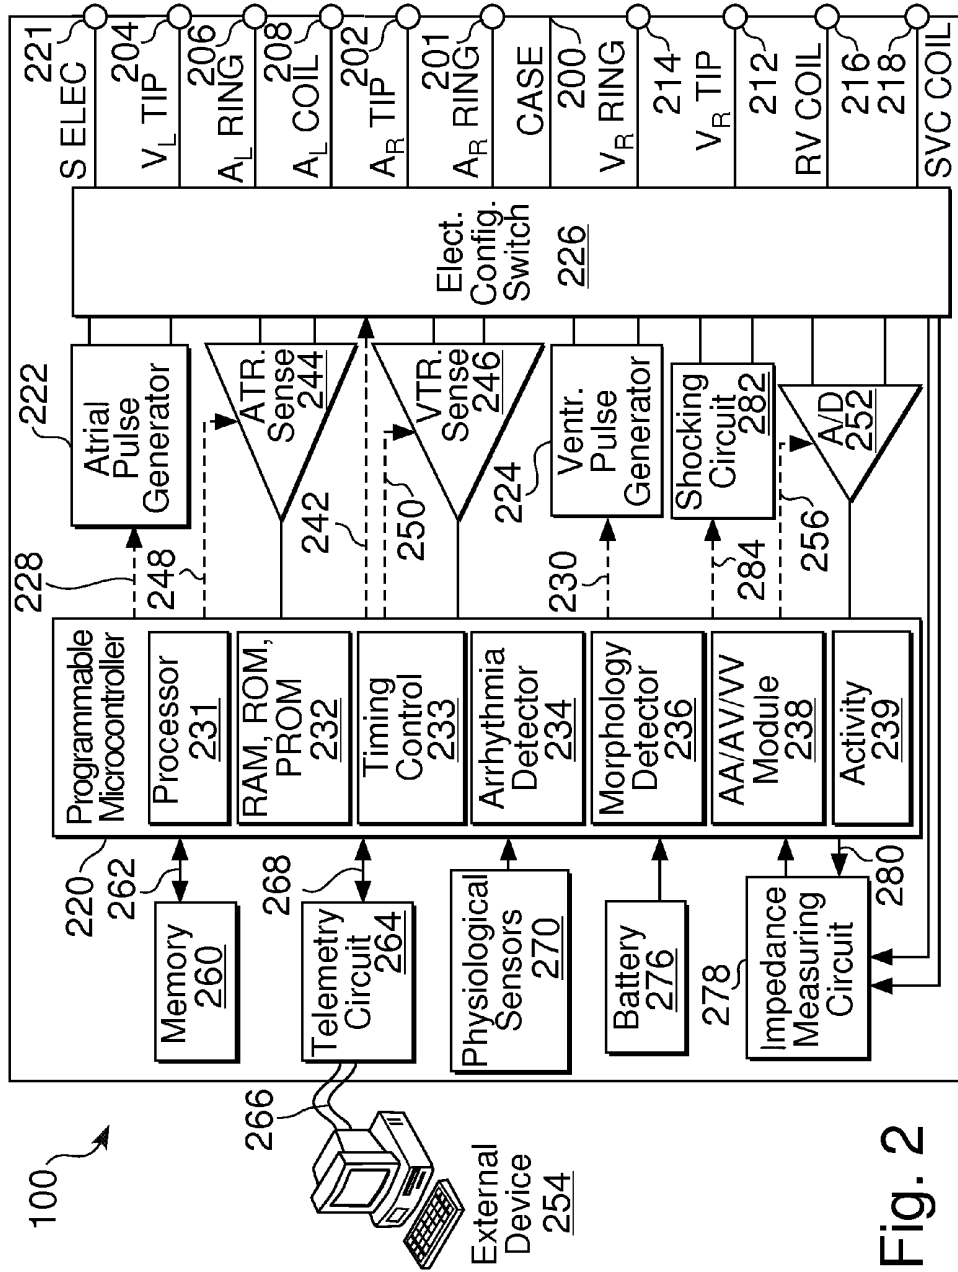 100
221
S ELEC
204
V_L TIP
206
A_L RING
208
A_L COIL
202
A_R TIP
201
A_R RING
CASE
200
V_R RING
214
V_R TIP
212
RV COIL
216
218
SVC COIL
Elect. Config.
Switch
226
222
Atrial
Pulse
Generator
228
248
ATR.
Sense
244
242
250
VTR.
Sense
246
224
Ventr.
Pulse
Generator
230
Shocking
Circuit
282
284
A/D
252
256
Programmable
Microcontroller
220
Processor
231
RAM, ROM,
PROM
232
Timing
Control
233
Arrhythmia
Detector
234
Morphology
Detector
236
AA/AV/VV
Module
238
Activity
239
262
268
280
Memory
260
Telemetry
Circuit
264
Physiological
Sensors
270
Battery
276
278
Impedance
Measuring
Circuit
266
External
Device
254
Fig. 2